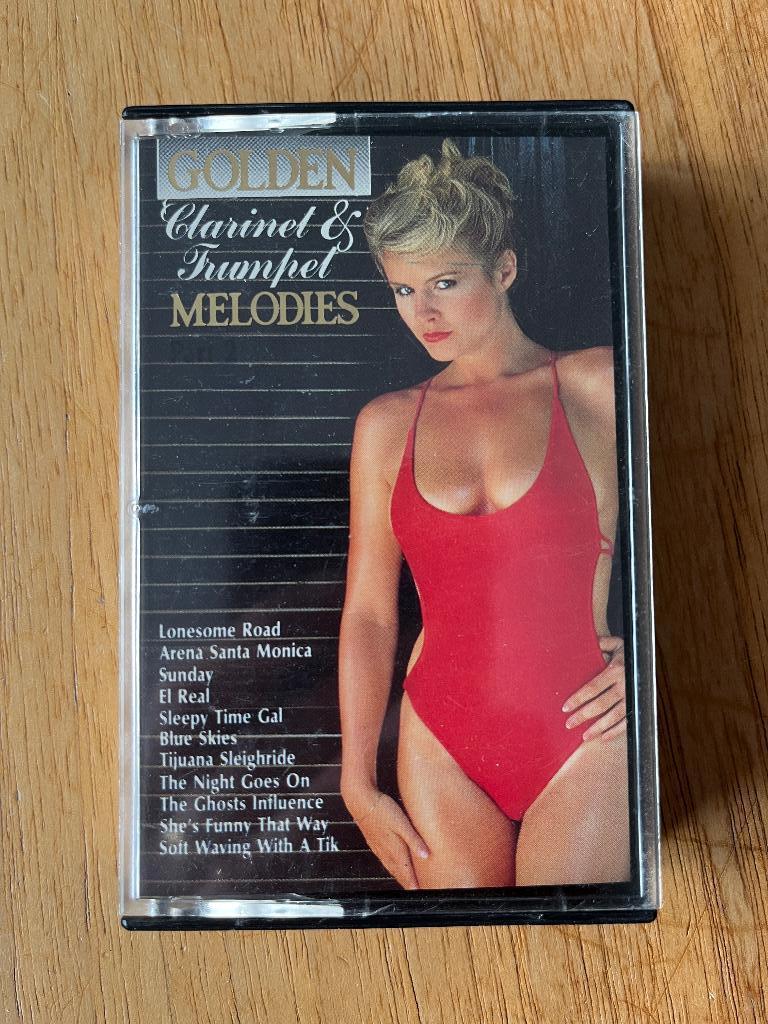 GOLDEN
Clarinet &
Trumpet
MELODIES
Lonesome Road
Arena Santa Monica
Sunday
El Real
Sleepy Time Gal
Blue Skies
Tijuana Sleighride
The Night Goes On
The Ghosts Influence
She's Funny That Way
Soft Waving With A Tik